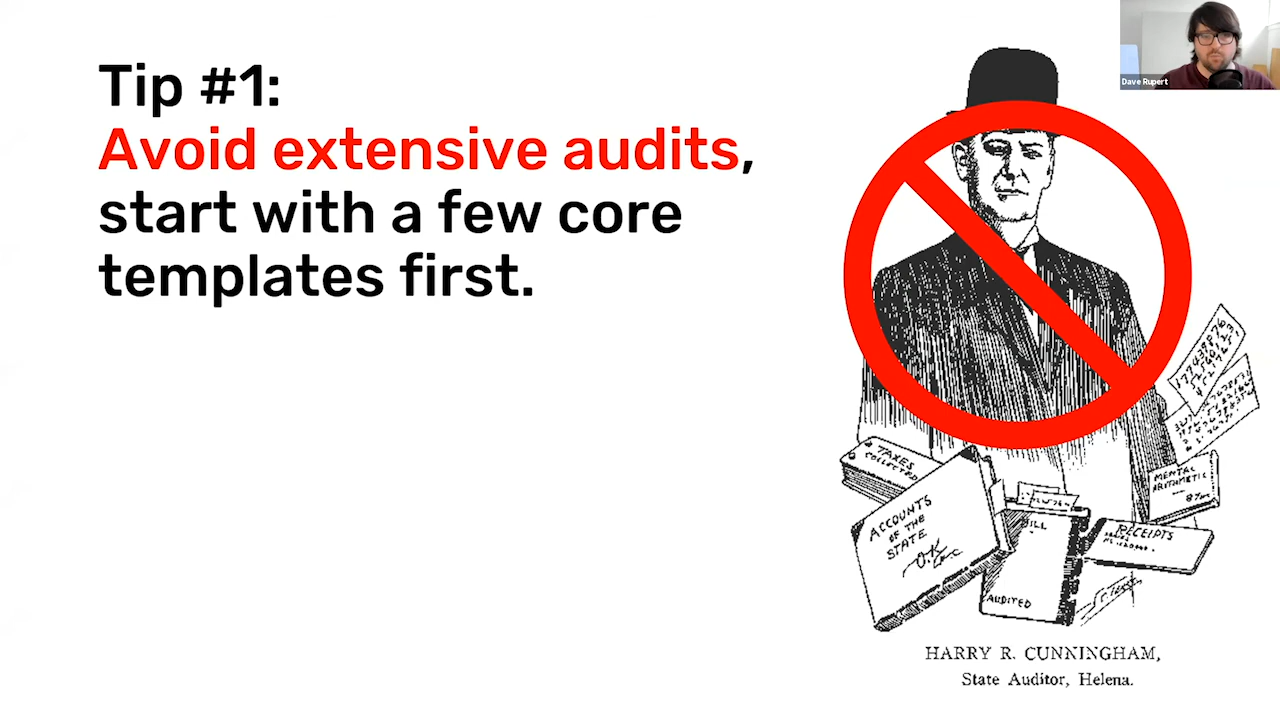 Tip #1:
Avoid extensive audits,
start with a few core
templates first.
Dave Rupert
TAXES
COLLECTED
ACCOUNTS
OF THE
STATE
O.K
BILL
AUDITED
MENTAL
ARITHMETIC
RECEIPTS
HARRY R. CUNNINGHAM,
State Auditor, Helena.